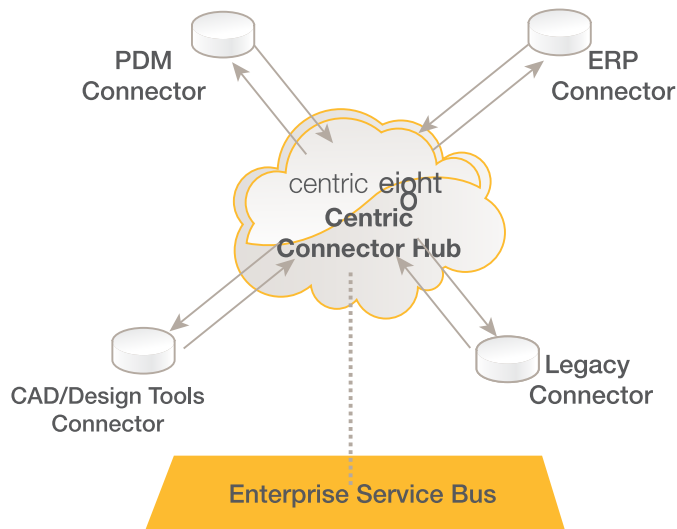 PDM
Connector
ERP
Connector
centric eight
Centric
Connector Hub
CAD/Design Tools
Connector
Legacy
Connector
Enterprise Service Bus